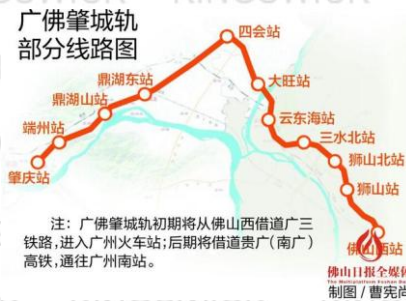 广佛肇城轨
部分线路图
四会站
鼎湖东站
大旺站
鼎湖山站
云东海站
端州站
三水北站
狮山北站
肇庆站
狮山站
注：广佛肇城轨初期将从佛山西借道广三
铁路，进入广州火车站；后期将借道贵广（南广）
高铁，通往广州南站。
佛山西站
佛山日报全媒体
制图／曹宪尚